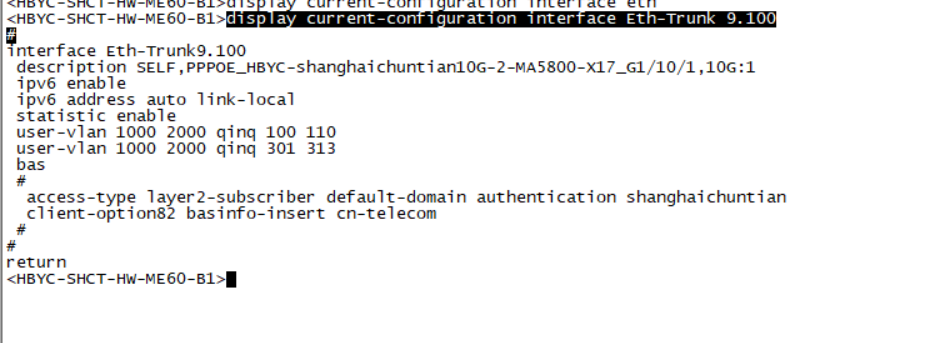 <HBYC-SHCT-HW-ME60-B1>display current-configuration interface eth
<HBYC-SHCT-HW-ME60-B1>display current-configuration interface Eth-Trunk 9.100
#
interface Eth-Trunk9.100
 description SELF,PPPOE_HBYC-shanghaichuntian10G-2-MA5800-X17_G1/10/1,10G:1
 ipv6 enable
 ipv6 address auto link-local
 statistic enable
 user-vlan 1000 2000 qinq 100 110
 user-vlan 1000 2000 qinq 301 313
 bas
 #
  access-type layer2-subscriber default-domain authentication shanghaichuntian
  client-option82 basinfo-insert cn-telecom
 #
#
return
<HBYC-SHCT-HW-ME60-B1>